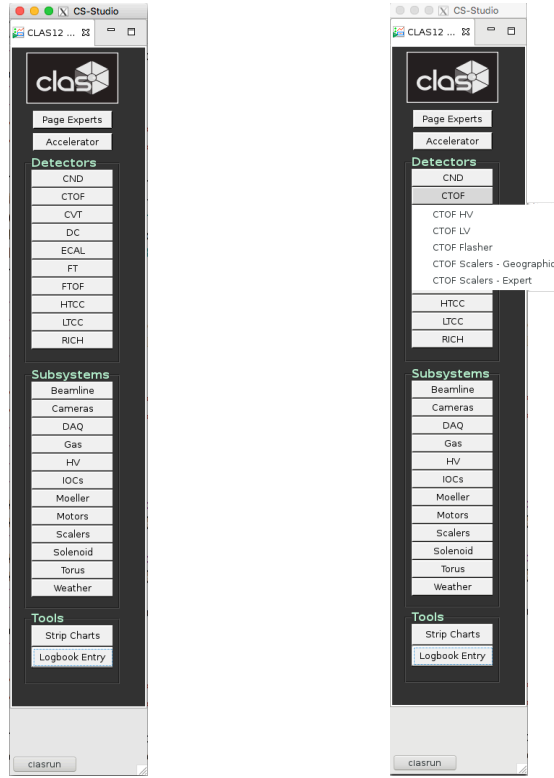 CS-Studio
CLAS12 ...
clas
Page Experts
Accelerator
Detectors
CND
CTOF
CVT
DC
ECAL
FT
FTOF
HTCC
LTCC
RICH
Subsystems
Beamline
Cameras
DAQ
Gas
HV
IOCs
Moeller
Motors
Scalers
Solenoid
Torus
Weather
Tools
Strip Charts
Logbook Entry
clasrun
CS-Studio
CLAS12 ...
clas
Page Experts
Accelerator
Detectors
CND
CTOF
CTOF HV
CTOF LV
CTOF Flasher
CTOF Scalers - Geographic
CTOF Scalers - Expert
HTCC
LTCC
RICH
Subsystems
Beamline
Cameras
DAQ
Gas
HV
IOCs
Moeller
Motors
Scalers
Solenoid
Torus
Weather
Tools
Strip Charts
Logbook Entry
clasrun